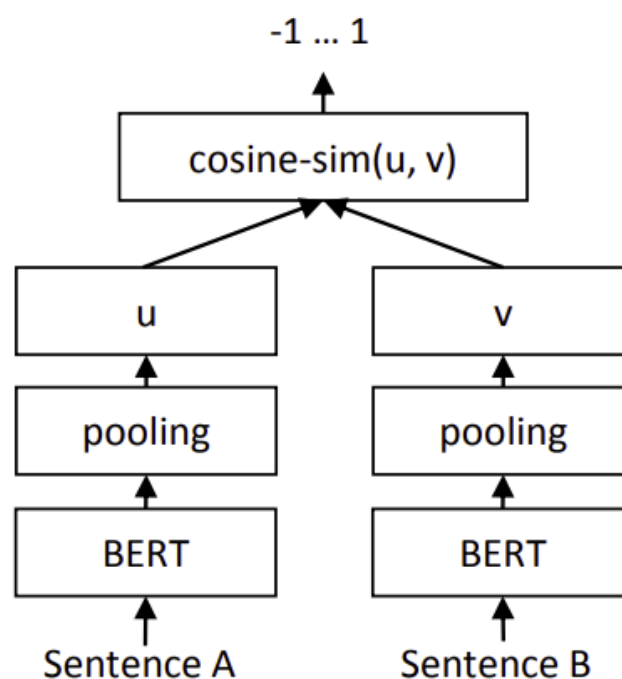 -1 ... 1
cosine-sim(u, v)
u
v
pooling
pooling
BERT
BERT
Sentence A
Sentence B